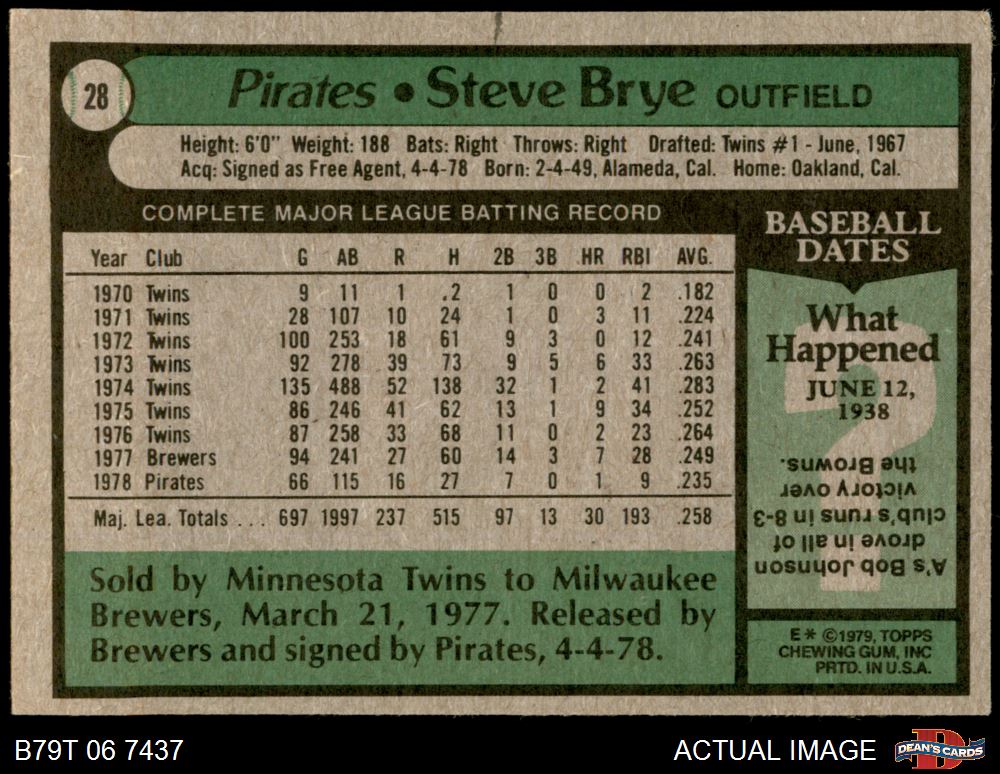 28
Pirates • Steve Brye OUTFIELD
Height: 6'0" Weight: 188 Bats: Right Throws: Right Drafted: Twins #1 - June, 1967
Acq: Signed as Free Agent, 4-4-78 Born: 2-4-49, Alameda, Cal. Home: Oakland, Cal.
COMPLETE MAJOR LEAGUE BATTING RECORD
Year Club G AB R H 2B 3B HR RBI AVG.
1970 Twins 9 11 1 .2 1 0 0 2 .182
1971 Twins 28 107 10 24 1 0 3 11 .224
1972 Twins 100 253 18 61 9 3 0 12 .241
1973 Twins 92 278 39 73 9 5 6 33 .263
1974 Twins 135 488 52 138 32 1 2 41 .283
1975 Twins 86 246 41 62 13 1 9 34 .252
1976 Twins 87 258 33 68 11 0 2 23 .264
1977 Brewers 94 241 27 60 14 3 7 28 .249
1978 Pirates 66 115 16 27 7 0 1 9 .235
Maj. Lea. Totals . . . 697 1997 237 515 97 13 30 193 .258
Sold by Minnesota Twins to Milwaukee
Brewers, March 21, 1977. Released by
Brewers and signed by Pirates, 4-4-78.
BASEBALL
DATES
What
Happened
JUNE 12,
1938
A's Bob Johnson
drove in all of
club's runs in 8-3
victory over
the Browns.
E* ©1979, TOPPS
CHEWING GUM, INC
PRTD. IN U.S.A.
B79T 06 7437
ACTUAL IMAGE
DEAN'S CARDS